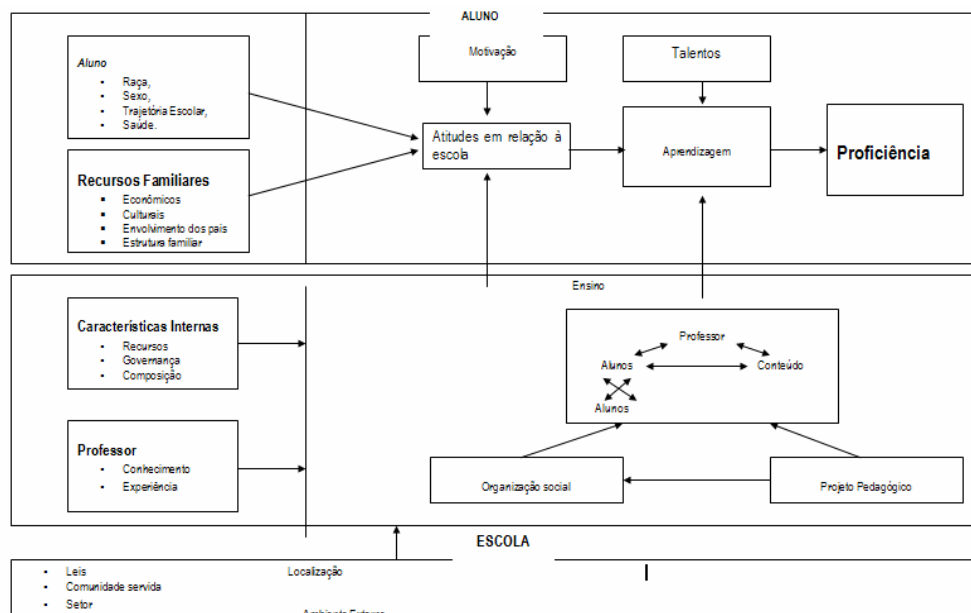 ALUNO
Aluno
Raça,
Sexo,
Trajetória Escolar,
Saúde.
Motivação
Talentos
Atitudes em relação à
escola
Aprendizagem
Proficiência
Recursos Familiares
Econômicos
Culturais
Envolvimento dos pais
Estrutura familiar
Ensino
Características Internas
Recursos
Governança
Composição
Professor
Alunos
Conteúdo
Alunos
Professor
Conhecimento
Experiência
Organização social
Projeto Pedagógico
ESCOLA
Leis
Localização
Comunidade servida
Setor
Ambiente Externo